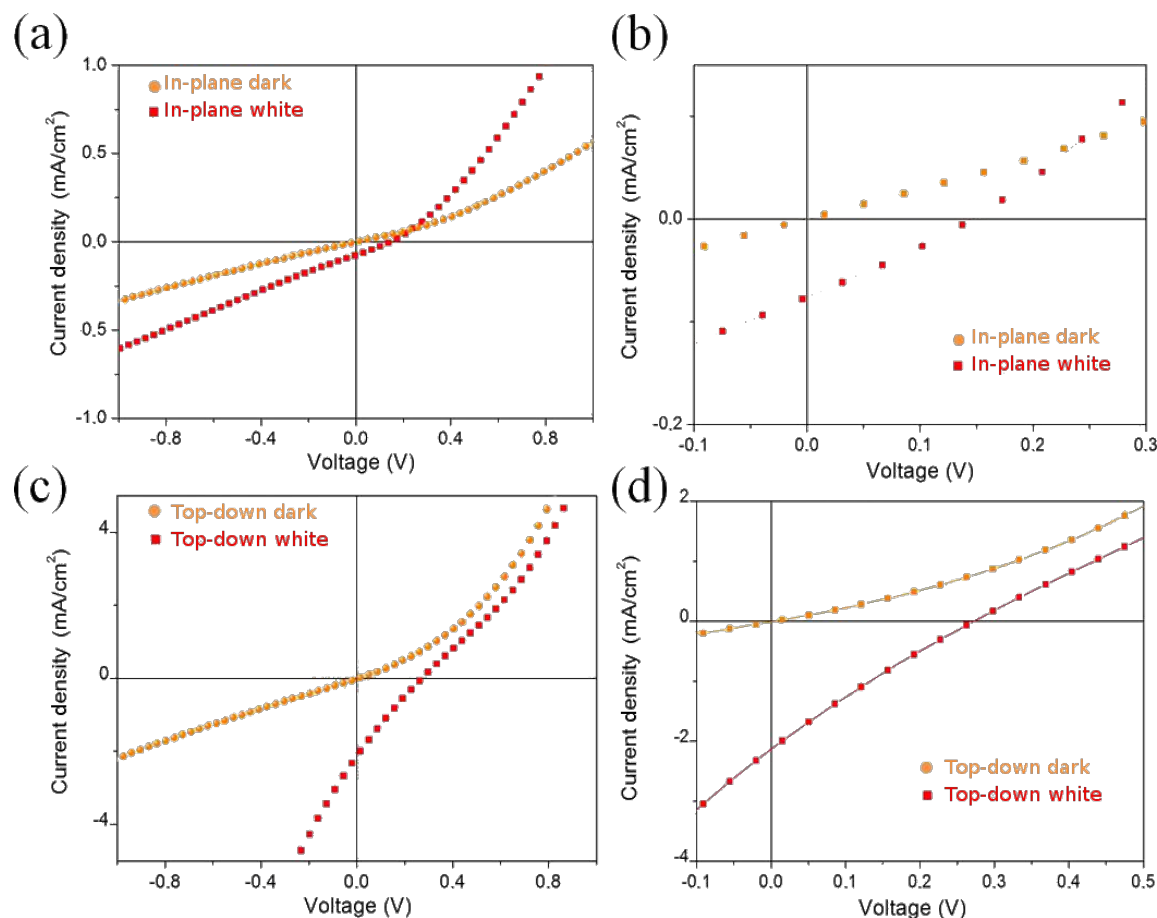 (a)
In-plane dark
In-plane white
Current density (mA/cm²)
1.0
0.5
0.0
0.5
-1.0
-0.8
-0.4
0.0
0.4
0.8
Voltage (V)
(b)
Current density (mA/cm²)
0.0
-0.2
In-plane dark
In-plane white
-0.1
0.0
0.1
0.2
0.3
Voltage (V)
(c)
Top-down dark
Top-down white
Current density (mA/cm²)
4
0
-4
-0.8
-0.4
0.0
0.4
0.8
Voltage (V)
(d)
Current density (mA/cm²)
2
0
-2
-4
Top-down dark
Top-down white
-0.1
0.0
0.1
0.2
0.3
0.4
0.5
Voltage (V)